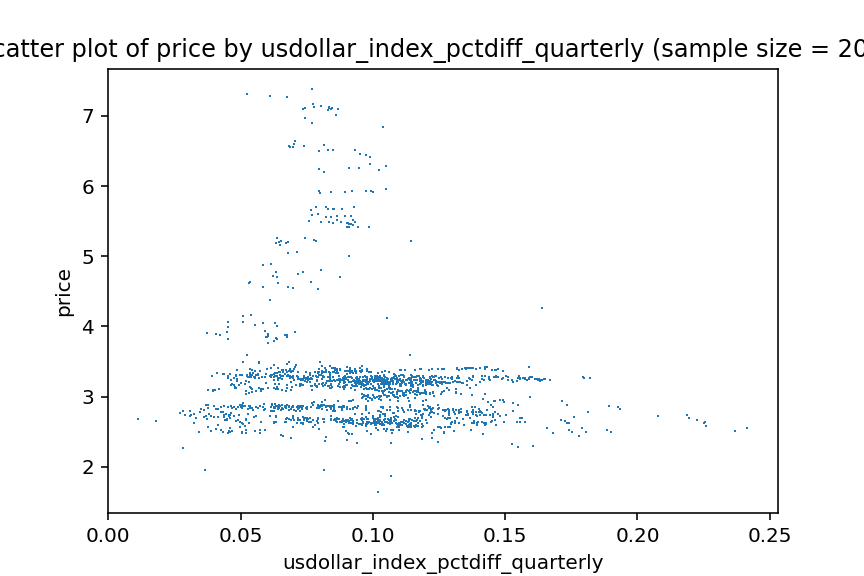 catter plot of price by usdollar_index_pctdiff_quarterly (sample size = 20
7
6
5
4
3
2
price
0.00 0.05 0.10 0.15 0.20 0.25
usdollar_index_pctdiff_quarterly